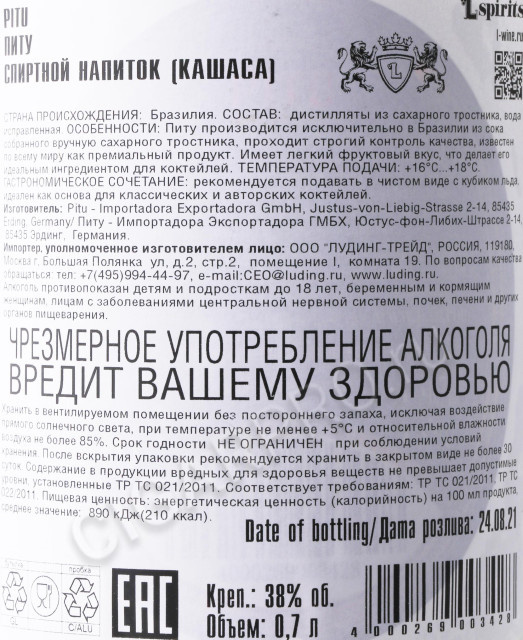 PITU
ПИТУ
СПИРТНОЙ НАПИТОК (КАШАСА)
L spirits
l-wine.ru
L
СТРАНА ПРОИСХОЖДЕНИЯ: Бразилия. СОСТАВ: дистилляты из сахарного тростника, вода
исправленная. ОСОБЕННОСТИ: Питу производится исключительно в Бразилии из сока
собранного вручную сахарного тростника, проходит строгий контроль качества, известен
по всему миру как премиальный продукт. Имеет легкий фруктовый вкус, что делает его
идеальным ингредиентом для коктейлей. ТЕМПЕРАТУРА ПОДАЧИ: +16°С...+18°С.
ГАСТРОНОМИЧЕСКОЕ СОЧЕТАНИЕ: рекомендуется подавать в чистом виде с кубиком льда,
идеален как основа для классических и авторских коктейлей.
Изготовитель: Pitu - Importadora Exportadora GmbH, Justus-von-Liebig-Strasse 2-14, 85435
Erding, Germany/ Питу - Импортадора Экспортадора ГМБХ, Юстус-фон-Либих-Штрассе 2-14,
85435 Эрдинг, Германия.
Импортер, уполномоченное изготовителем лицо: ООО "ЛУДИНГ-ТРЕЙД", РОССИЯ, 119180,
Москва г, Большая Полянка ул, д.2, стр.2, помещение I, комната 19. По вопросам качества
обращаться: тел: +7(495)994-44-97, e-mail:CEO@luding.ru, www.luding.ru.
Алкоголь противопоказан детям и подросткам до 18 лет, беременным и кормящим
женщинам, лицам с заболеваниями центральной нервной системы, почек, печени и других
органов пищеварения.
ЧРЕЗМЕРНОЕ УПОТРЕБЛЕНИЕ АЛКОГОЛЯ
ВРЕДИТ ВАШЕМУ ЗДОРОВЬЮ
Хранить в вентилируемом помещении без постороннего запаха, исключая воздействие
прямого солнечного света, при температуре не менее +5°С и относительной влажности
воздуха не более 85%. Срок годности НЕ ОГРАНИЧЕН при соблюдении условий
хранения. После вскрытия упаковки рекомендуется хранить в закрытом виде не более 30
суток. Содержание в продукции вредных для здоровья веществ не превышает допустимые
уровни, установленные ТР ТС 021/2011. Соответствует требованиям: ТР ТС 021/2011, ТР ТС
022/2011. Пищевая ценность: энергетическая ценность (калорийность) на 100 мл продукта,
среднее значение: 890 кДж(210 ккал).
Date of bottling/Дата розлива: 24.08.21
пробка
GL
C/ALU
EAC
Креп.: 38% об.
Объем: 0,7 л
4 000269 003428